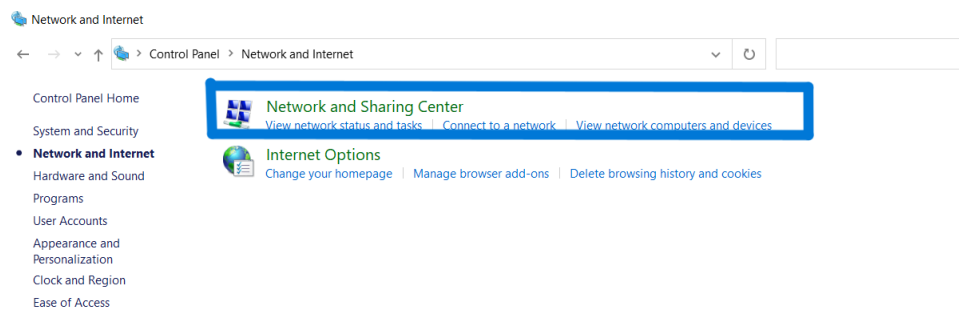 Network and Internet
Control Panel > Network and Internet
Control Panel Home
System and Security
Network and Internet
Hardware and Sound
Programs
User Accounts
Appearance and
Personalization
Clock and Region
Ease of Access
Network and Sharing Center
View network status and tasks | Connect to a network | View network computers and devices
Internet Options
Change your homepage | Manage browser add-ons | Delete browsing history and cookies